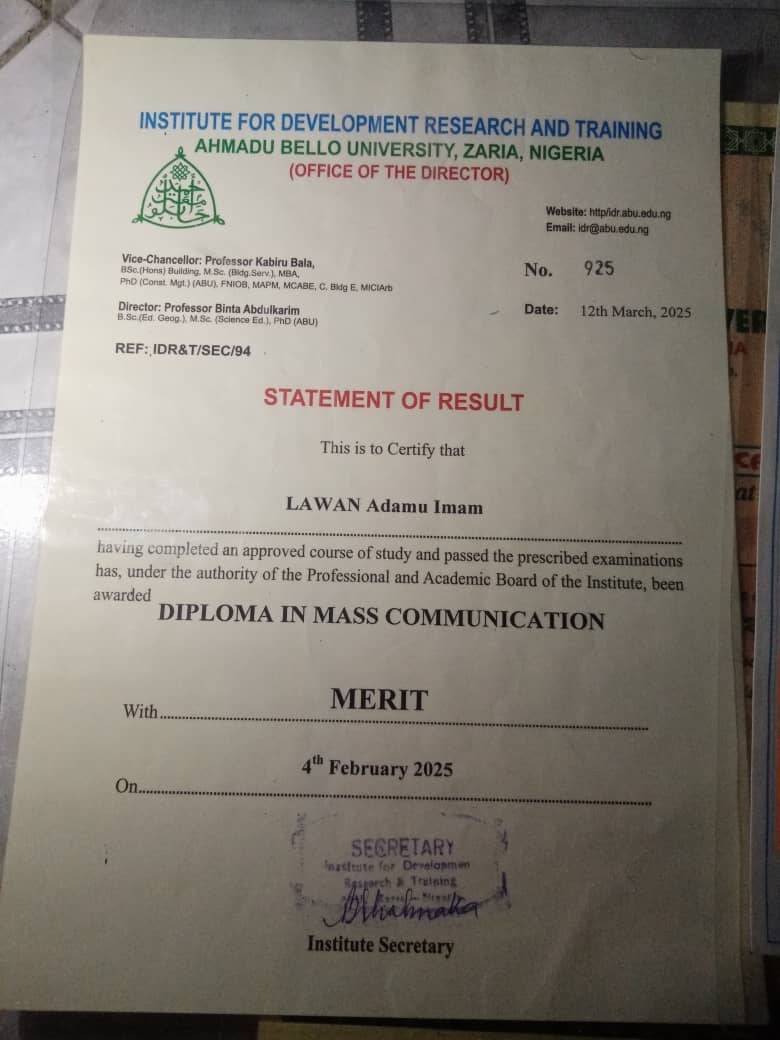 INSTITUTE FOR DEVELOPMENT RESEARCH AND TRAINING
AHMADU BELLO UNIVERSITY, ZARIA, NIGERIA
(OFFICE OF THE DIRECTOR)
Website: http/idr.abu.edu.ng
Email: idr@abu.edu.ng
Vice-Chancellor: Professor Kabiru Bala,
BSc.(Hons) Building, M.Sc. (Bldg.Serv.), MBA,
PhD (Const. Mgt.) (ABU), FNIOB, MAPM, MCABE, C. Bldg E, MICIArb
No. 925
Director: Professor Binta Abdulkarim
B.Sc.(Ed. Geog.), M.Sc. (Science Ed.), PhD (ABU)
Date: 12th March, 2025
REF: IDR&T/SEC/94
STATEMENT OF RESULT
This is to Certify that
LAWAN Adamu Imam
having completed an approved course of study and passed the prescribed examinations
has, under the authority of the Professional and Academic Board of the Institute, been
awarded
DIPLOMA IN MASS COMMUNICATION
With MERIT
On 4th February 2025
SECRETARY
Institute for Developmen
Research & Training
Institute Secretary